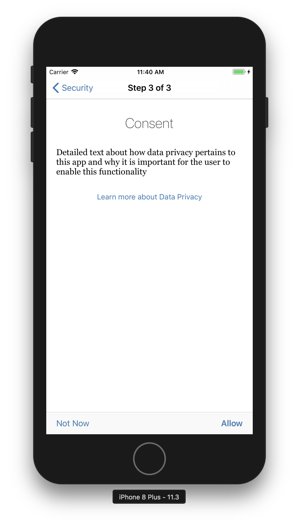 Carrier 11:40 AM
Security Step 3 of 3
Consent
Detailed text about how data privacy pertains to
this app and why it is important for the user to
enable this functionality
Learn more about Data Privacy
Not Now Allow
iPhone 8 Plus - 11.3